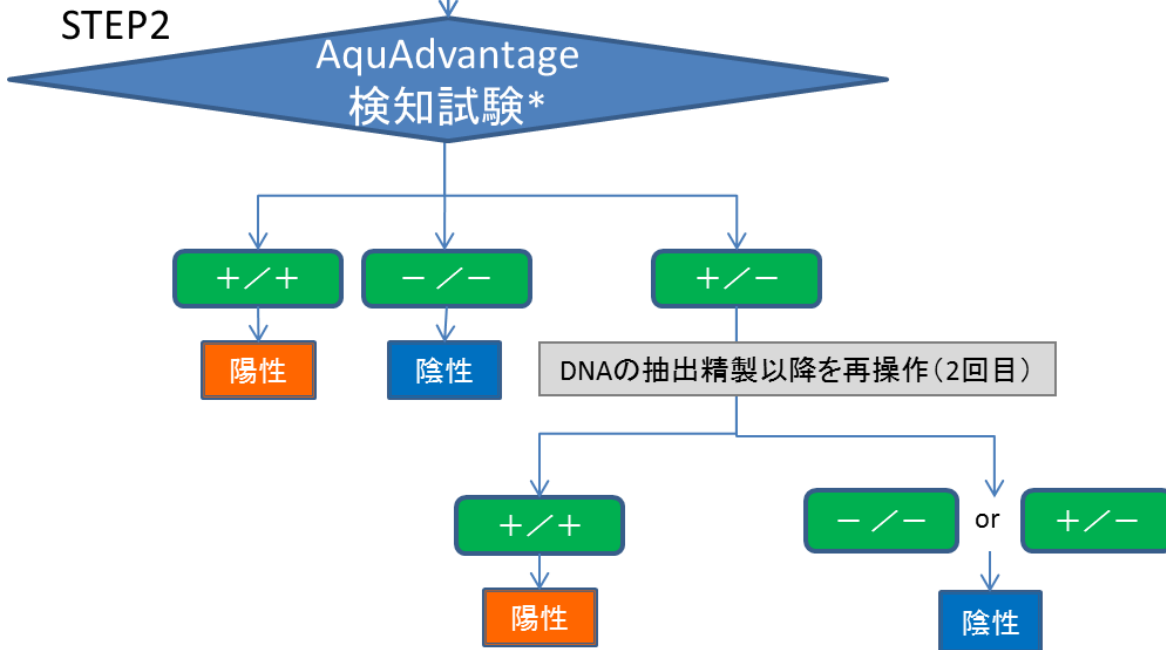 STEP2
AquAdvantage
検知試験*
＋／＋
－／－
＋／－
陽性
陰性
DNAの抽出精製以降を再操作（2回目）
＋／＋
－／－
or
＋／－
陽性
陰性